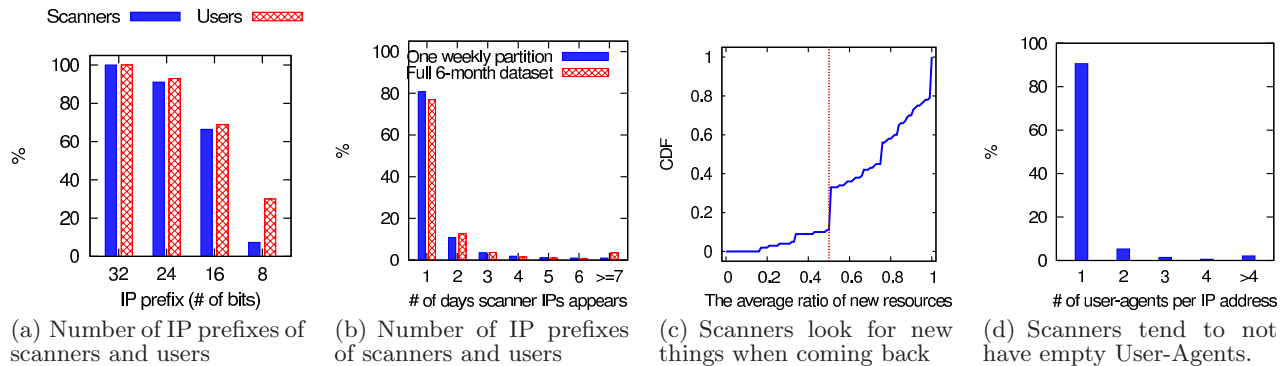 Scanners Users
100
80
60
40
20
0
%
32 24 16 8
IP prefix (# of bits)
(a) Number of IP prefixes of
scanners and users
100
80
60
40
20
0
%
One weekly partition
Full 6-month dataset
1 2 3 4 5 6 >=7
# of days scanner IPs appears
(b) Number of IP prefixes
of scanners and users
1
0.8
0.6
0.4
0.2
0
CDF
0 0.2 0.4 0.6 0.8 1
The average ratio of new resources
(c) Scanners look for new
things when coming back
100
80
60
40
20
0
%
1 2 3 4 >4
# of user-agents per IP address
(d) Scanners tend to not
have empty User-Agents.